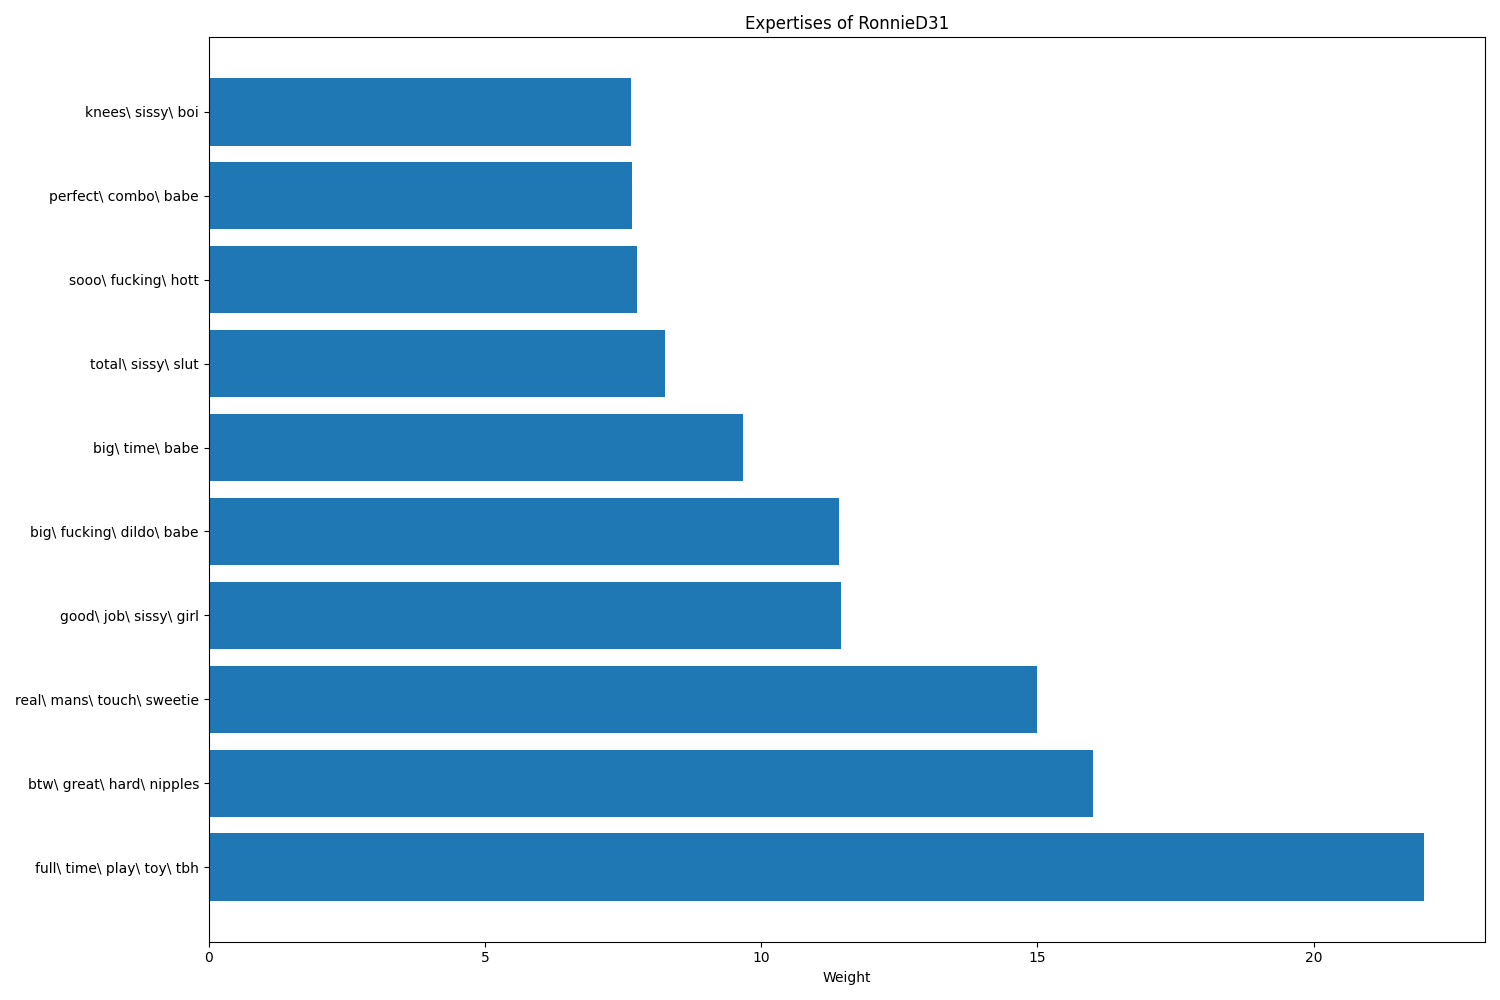 Expertises of RonnieD31
knees\ sissy\ boi
perfect\ combo\ babe
sooo\ fucking\ hott
total\ sissy\ slut
big\ time\ babe
big\ fucking\ dildo\ babe
good\ job\ sissy\ girl
real\ mans\ touch\ sweetie
btw\ great\ hard\ nipples
full\ time\ play\ toy\ tbh
0 5 10 15 20
Weight